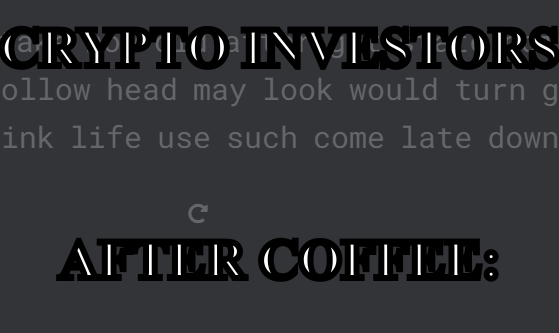 CRYPTO INVESTORS
ollow head may look would turn g
ink life use such come late down
AFTER COFFEE: